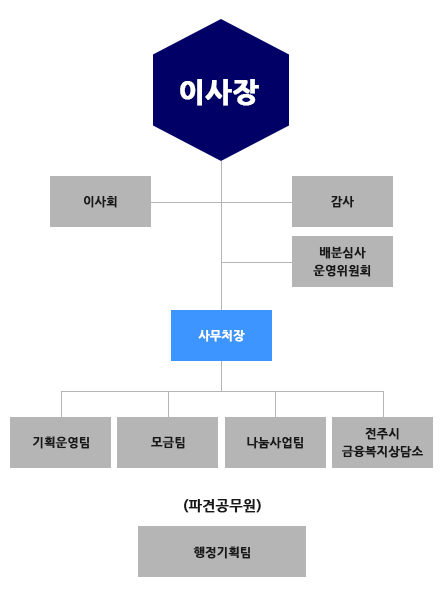 이사장
이사회
감사
배분심사
운영위원회
사무처장
기획운영팀
모금팀
나눔사업팀
전주시
금융복지상담소
(파견공무원)
행정기획팀